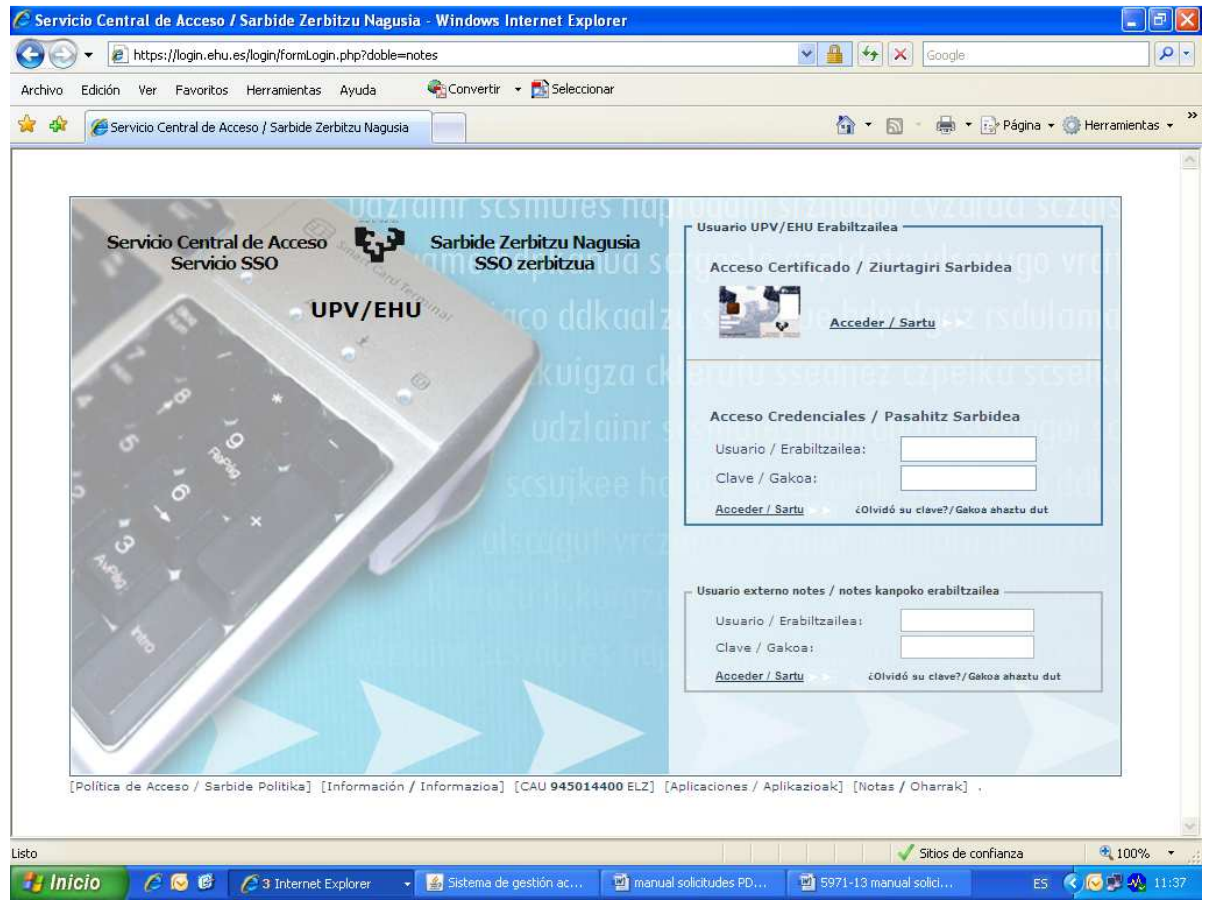 Servicio Central de Acceso / Sarbide Zerbitzu Nagusia - Windows Internet Explorer
https://login.ehu.es/login/formLogin.php?doble=notes
Google
Archivo Edición Ver Favoritos Herramientas Ayuda Convertir Seleccionar
Servicio Central de Acceso / Sarbide Zerbitzu Nagusia
Página Herramientas
Servicio Central de Acceso
Servicio SSO
Sarbide Zerbitzu Nagusia
SSO zerbitzua
UPV/EHU
Usuario UPV/EHU Erabiltzailea
Acceso Certificado / Ziurtagiri Sarbidea
Acceder / Sartu
Acceso Credenciales / Pasahitz Sarbidea
Usuario / Erabiltzailea:
Clave / Gakoa:
Acceder / Sartu ¿Olvidó su clave?/Gakoa ahaztu dut
Usuario externo notes / notes kanpoko erabiltzailea
Usuario / Erabiltzailea:
Clave / Gakoa:
Acceder / Sartu ¿Olvidó su clave?/Gakoa ahaztu dut
[Política de Acceso / Sarbide Politika] [Información / Informazioa] [CAU 945014400 ELZ] [Aplicaciones / Aplikazioak] [Notas / Oharrak] .
Listo Sitios de confianza 100%
Inicio 3 Internet Explorer Sistema de gestión ac... manual solicitudes PD... 5971-13 manual solici... ES 11:37